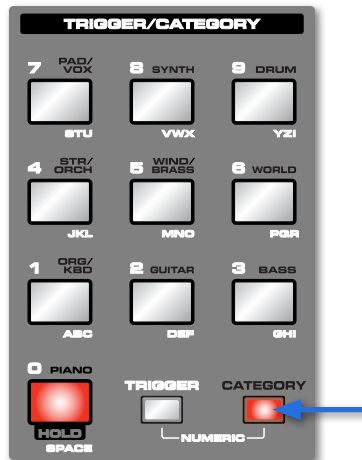 TRIGGER/CATEGORY
7 PAD/VOX 8 SYNTH 9 DRUM
STU VWX YZ!
4 STR/ORCH 5 WIND/BRASS 6 WORLD
JKL MNO PQR
1 ORG/KBD 2 GUITAR 3 BASS
ABC DEF GHI
0 PIANO
TRIGGER CATEGORY
HOLD
NUMERIC
SPACE